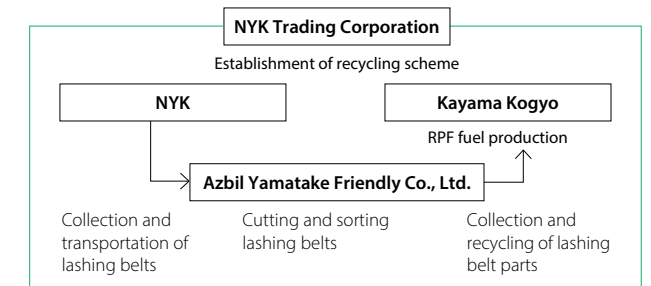 NYK Trading Corporation
Establishment of recycling scheme
NYK
Kayama Kogyo
RPF fuel production
Azbil Yamatake Friendly Co., Ltd.
Collection and
transportation of
lashing belts
Cutting and sorting
lashing belts
Collection and
recycling of lashing
belt parts